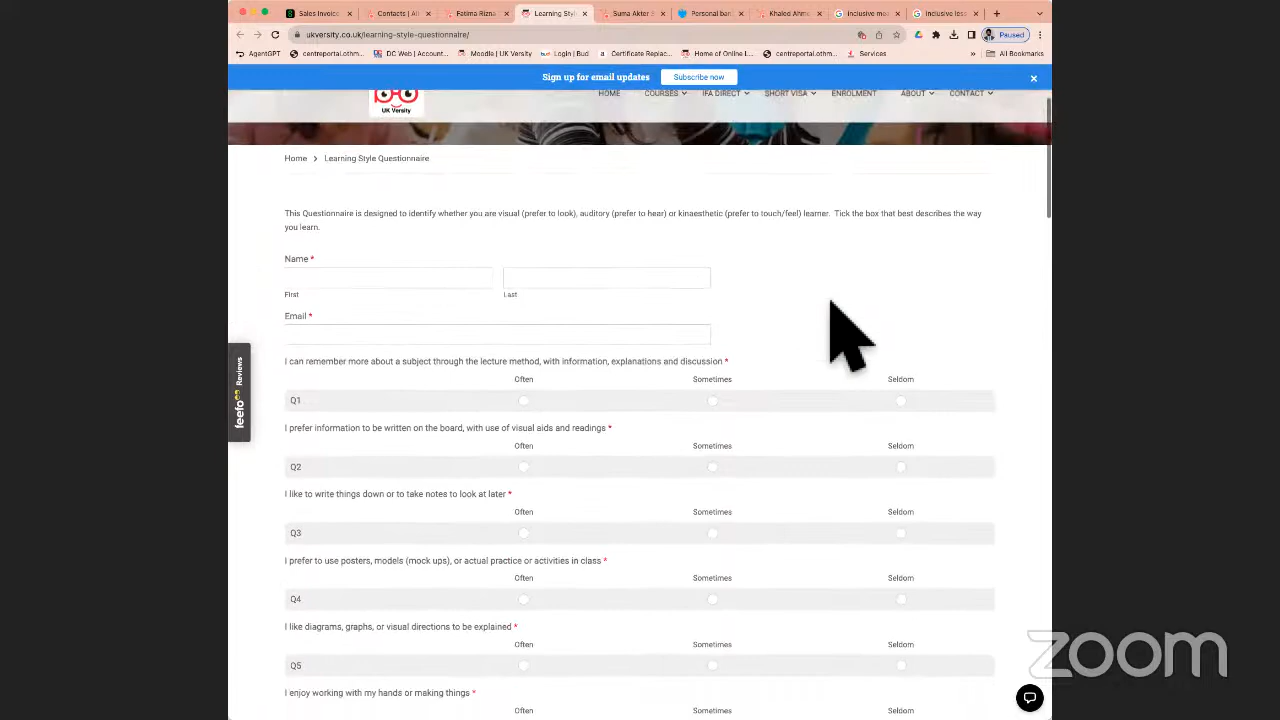 Sales Invoice
Contacts | All
Fatima Rizna
Learning Style
Suma Akter
Personal ban
Khaled Ahme
inclusive mea
inclusive less
ukversity.co.uk/learning-style-questionnaire/
Paused
AgentGPT
centreportal.othm...
DC Web | Account...
Moodle | UK Versity
Login | Bud
Certificate Replac...
Home of Online L...
centreportal.othm...
Services
»
All Bookmarks
Sign up for email updates
Subscribe now
UK Versity
HOME
COURSES
IFA DIRECT
SHORT VISA
ENROLMENT
ABOUT
CONTACT
Home > Learning Style Questionnaire
This Questionnaire is designed to identify whether you are visual (prefer to look), auditory (prefer to hear) or kinaesthetic (prefer to touch/feel) learner. Tick the box that best describes the way
you learn.
Name *
First
Last
Email *
feefo Reviews
I can remember more about a subject through the lecture method, with information, explanations and discussion *
Often Sometimes Seldom
Q1
I prefer information to be written on the board, with use of visual aids and readings *
Often Sometimes Seldom
Q2
I like to write things down or to take notes to look at later *
Often Sometimes Seldom
Q3
I prefer to use posters, models (mock ups), or actual practice or activities in class *
Often Sometimes Seldom
Q4
I like diagrams, graphs, or visual directions to be explained *
Often Sometimes Seldom
Q5
I enjoy working with my hands or making things *
Often Sometimes Seldom
zoom